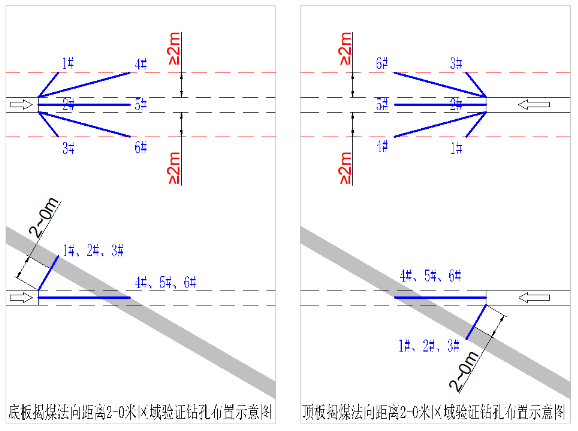 1#
4#
≥2m
2#
5#
3#
6#
≥2m
2~0m
1#、2#、3#
4#、5#、6#
底板揭煤法向距离2-0米区域验证钻孔布置示意图
≥2m
6#
3#
5#
2#
4#
1#
≥2m
4#、5#、6#
1#、2#、3#
2~0m
顶板揭煤法向距离2-0米区域验证钻孔布置示意图